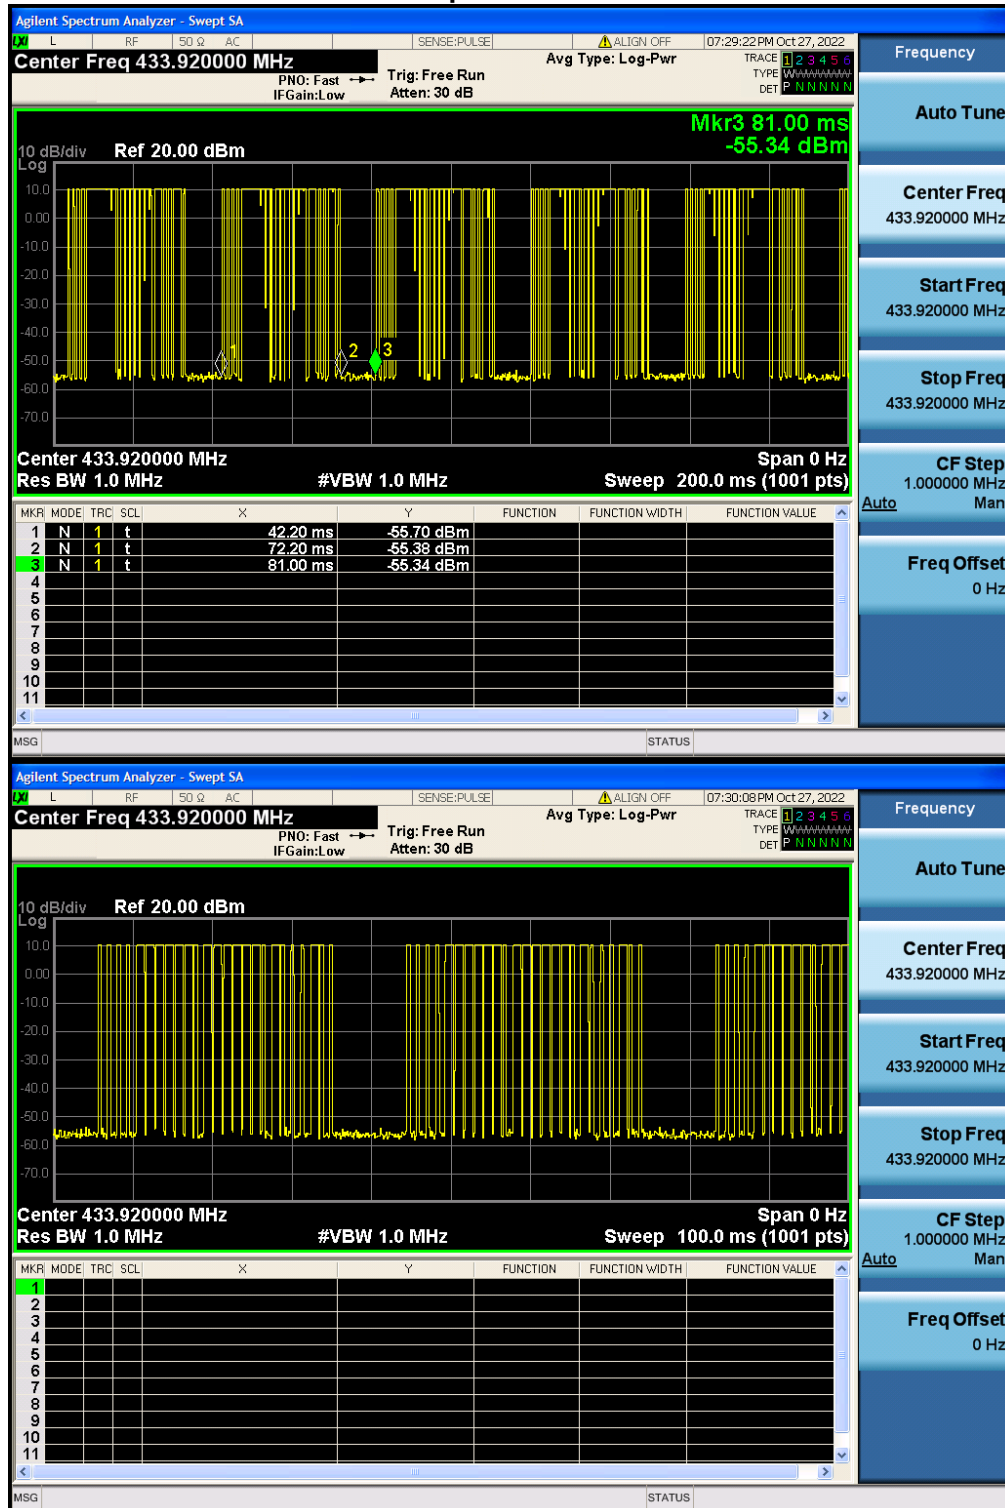 Agilent Spectrum Analyzer - Swept SA
LXI L RF 50 Ω AC SENSE:PULSE ALIGN OFF 07:29:22 PM Oct 27, 2022
Center Freq 433.920000 MHz Avg Type: Log-Pwr TRACE 1 2 3 4 5 6
PNO: Fast Trig: Free Run TYPE W
IFGain:Low Atten: 30 dB DET P N N N N N
Mkr3 81.00 ms
-55.34 dBm
10 dB/div Ref 20.00 dBm
Log
10.0
0.00
-10.0
-20.0
-30.0
-40.0
1 2 3
-50.0
-60.0
-70.0
Center 433.920000 MHz Span 0 Hz
Res BW 1.0 MHz #VBW 1.0 MHz Sweep 200.0 ms (1001 pts)
MKR MODE TRC SCL X Y FUNCTION FUNCTION WIDTH FUNCTION VALUE
1 N 1 t 42.20 ms -55.70 dBm
2 N 1 t 72.20 ms -55.38 dBm
3 N 1 t 81.00 ms -55.34 dBm
4
5
6
7
8
9
10
11
MSG STATUS
Frequency
Auto Tune
Center Freq
433.920000 MHz
Start Freq
433.920000 MHz
Stop Freq
433.920000 MHz
CF Step
1.000000 MHz
Auto Man
Freq Offset
0 Hz
Agilent Spectrum Analyzer - Swept SA
LXI L RF 50 Ω AC SENSE:PULSE ALIGN OFF 07:30:08 PM Oct 27, 2022
Center Freq 433.920000 MHz Avg Type: Log-Pwr TRACE 1 2 3 4 5 6
PNO: Fast Trig: Free Run TYPE W
IFGain:Low Atten: 30 dB DET P N N N N N
10 dB/div Ref 20.00 dBm
Log
10.0
0.00
-10.0
-20.0
-30.0
-40.0
-50.0
-60.0
-70.0
Center 433.920000 MHz Span 0 Hz
Res BW 1.0 MHz #VBW 1.0 MHz Sweep 100.0 ms (1001 pts)
MKR MODE TRC SCL X Y FUNCTION FUNCTION WIDTH FUNCTION VALUE
1
2
3
4
5
6
7
8
9
10
11
MSG STATUS
Frequency
Auto Tune
Center Freq
433.920000 MHz
Start Freq
433.920000 MHz
Stop Freq
433.920000 MHz
CF Step
1.000000 MHz
Auto Man
Freq Offset
0 Hz